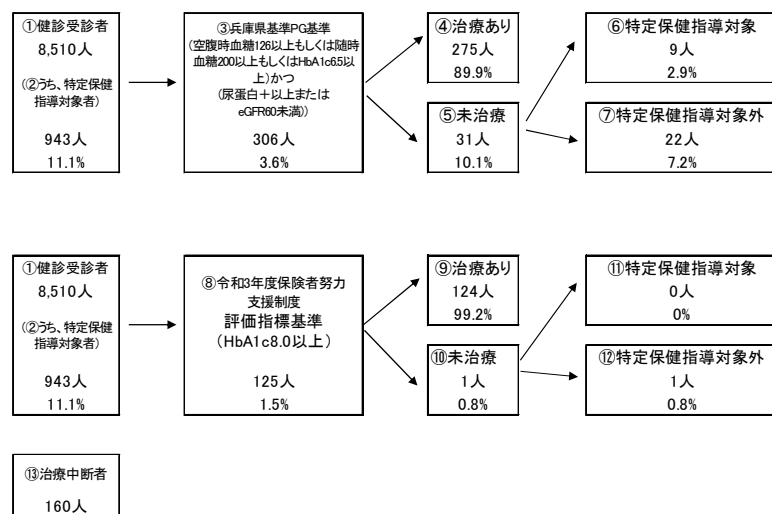 ①健診受診者
8,510人
(②うち、特定保健
指導対象者)
943人
11.1%
③兵庫県基準PG基準
(空腹時血糖126以上もしくは随時
血糖200以上もしくはHbA1c6.5以
上)かつ
(尿蛋白+以上または
eGFR60未満))
306人
3.6%
④治療あり
275人
89.9%
⑤未治療
31人
10.1%
⑥特定保健指導対象
9人
2.9%
⑦特定保健指導対象外
22人
7.2%
①健診受診者
8,510人
(②うち、特定保健
指導対象者)
943人
11.1%
⑧令和3年度保険者努力
支援制度
評価指標基準
(HbA1c8.0以上)
125人
1.5%
⑨治療あり
124人
99.2%
⑩未治療
1人
0.8%
⑪特定保健指導対象
0人
0%
⑫特定保健指導対象外
1人
0.8%
⑬治療中断者
160人